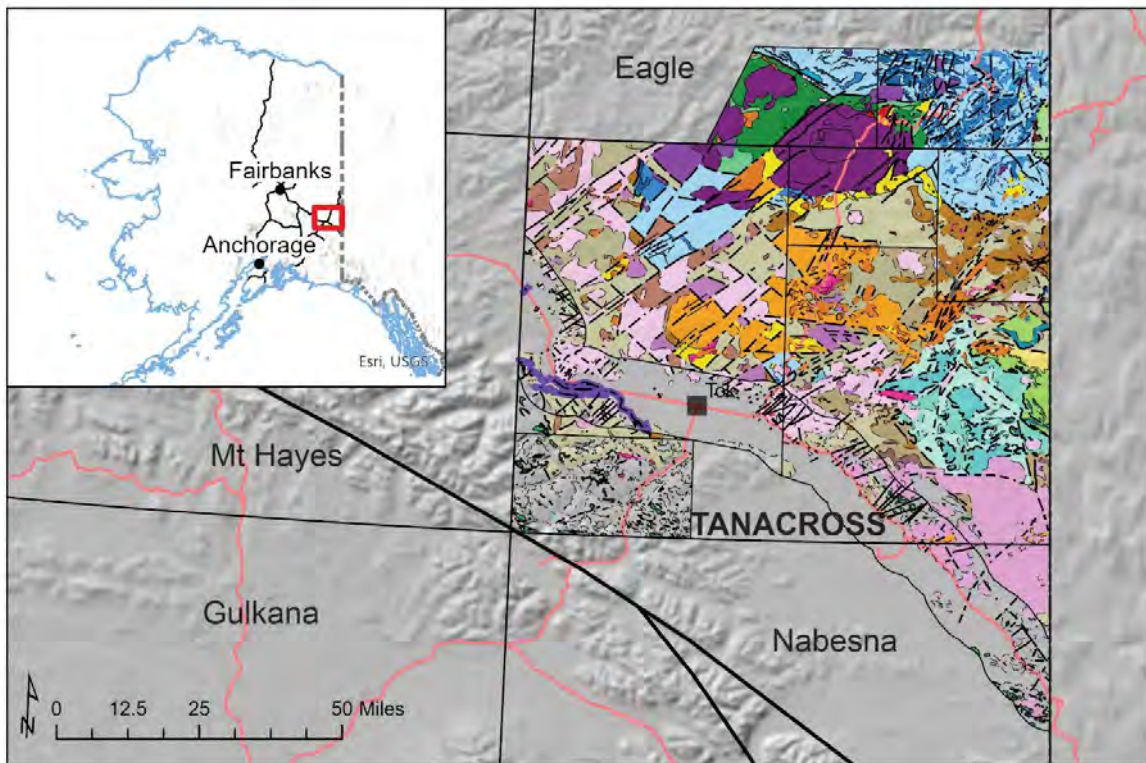 Fairbanks
Anchorage
Esri, USGS
Eagle
Tok
Mt Hayes
TANACROSS
Gulkana
Nabesna
N
0 12.5 25 50 Miles